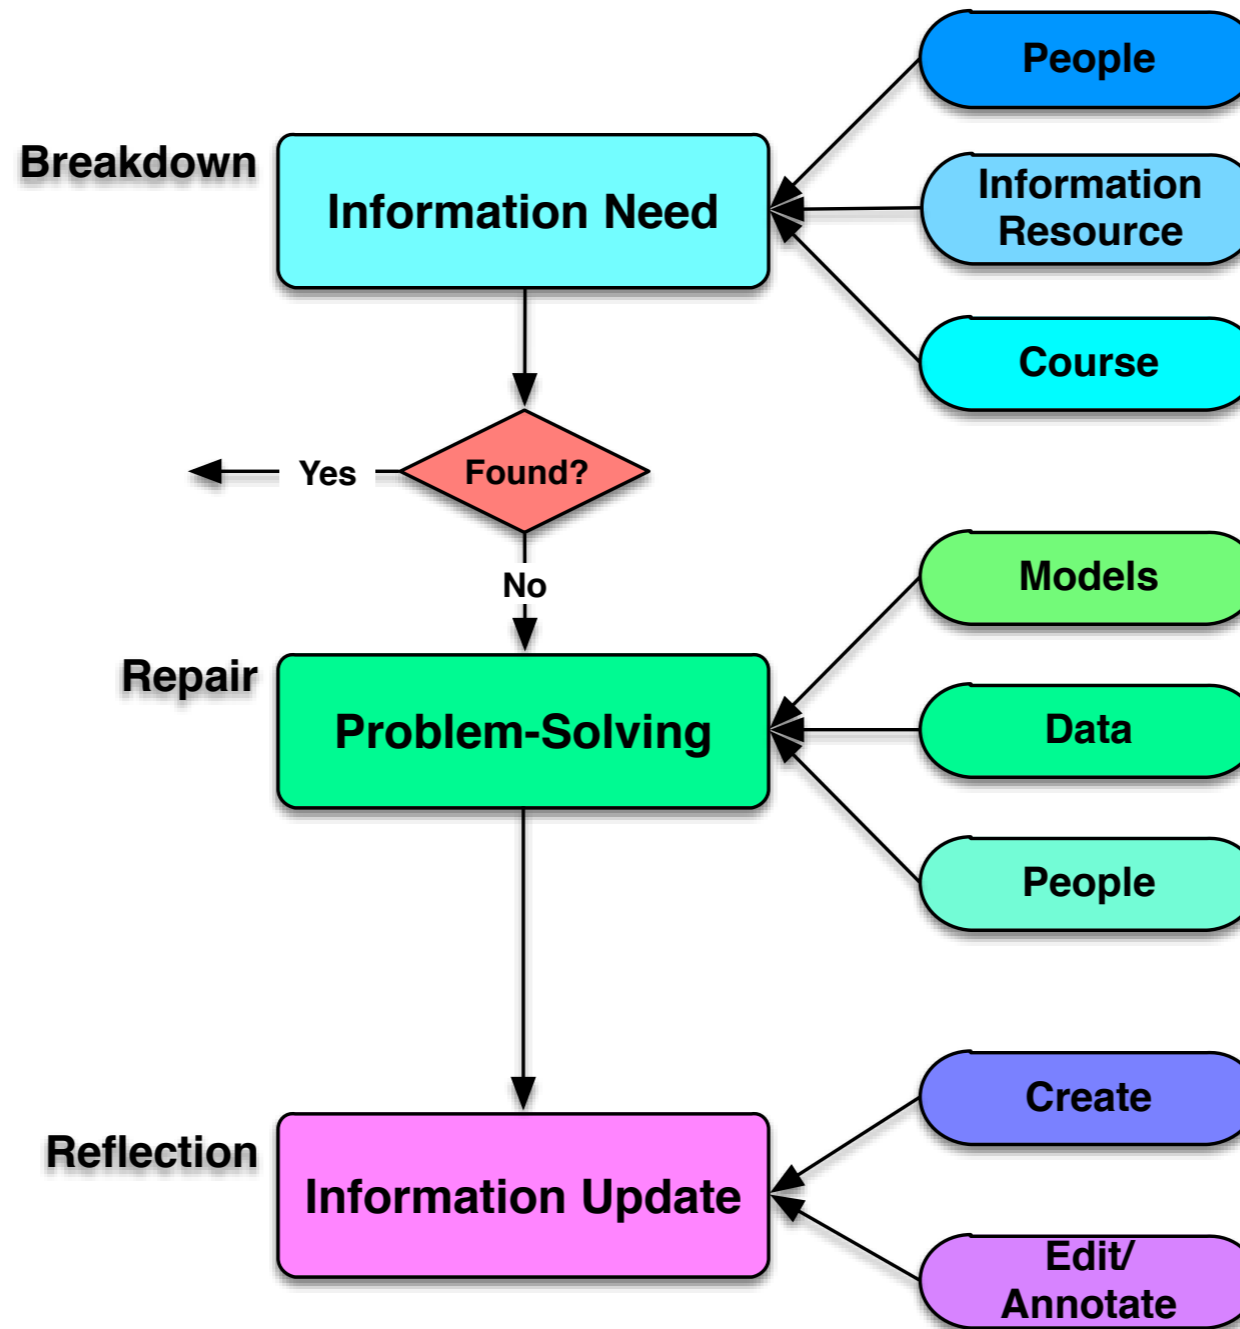 People
Breakdown
Information Need
Information
Resource
Course
Yes
Found?
No
Models
Repair
Problem-Solving
Data
People
Create
Reflection
Information Update
Edit/
Annotate